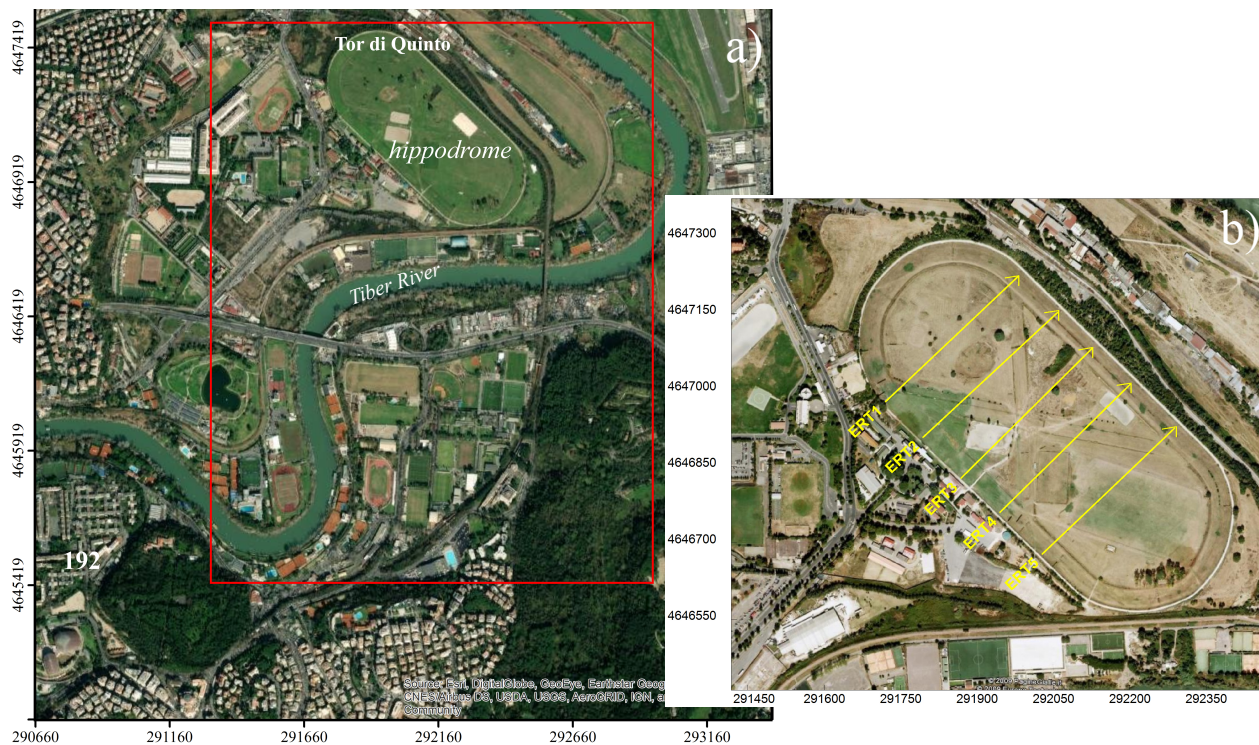 a)
Tor di Quinto
hippodrome
Tiber River
192
4647419
4646919
4646419
4645919
4645419
290660
291160
291660
292160
292660
293160
Source: Esri, DigitalGlobe, GeoEye, Earthstar Geog
CNES/Airbus DS, USDA, USGS, AeroGRID, IGN, a
Community
b)
4647300
4647150
4647000
4646850
4646700
4646550
ERT1
ERT2
ERT3
ERT4
ERT5
291450
291600
291750
291900
292050
292200
292350